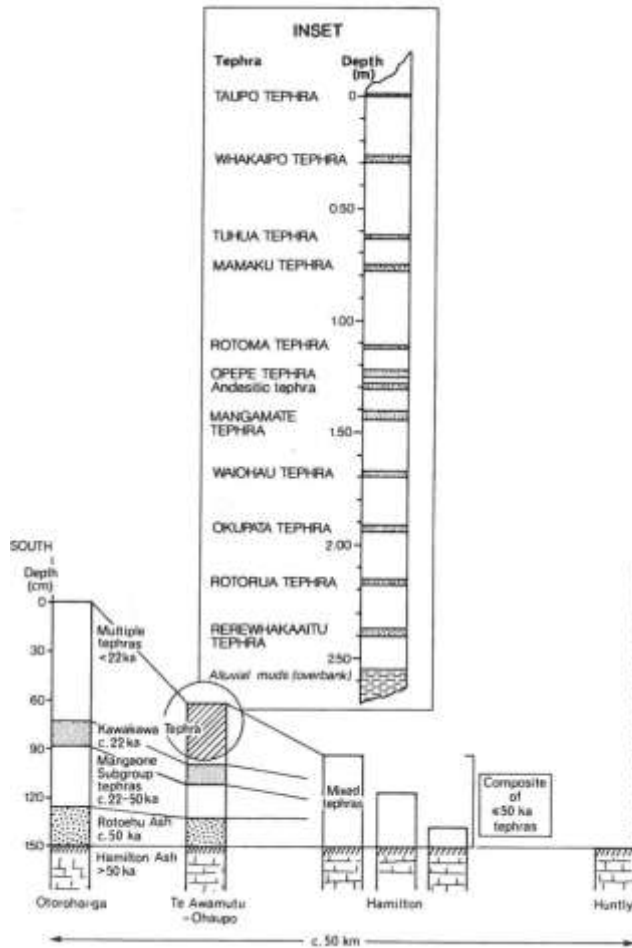 INSET
Tephra
Depth
(m)
TAUPO TEPHRA
0
WHAKAIPO TEPHRA
0.50
TUHUA TEPHRA
MAMAKU TEPHRA
1.00
ROTOMA TEPHRA
OPEPE TEPHRA
Andesitic tephra
MANGAMATE
TEPHRA
1.50
WAIOHAU TEPHRA
OKUPATA TEPHRA
2.00
ROTORUA TEPHRA
REREWHAKAAITU
TEPHRA
2.50
Alluvial muds (overbank)
SOUTH
Depth
(cm)
0
30
60
90
120
150
Multiple
tephras
<22ka
Kawakawa Tephra
c. 22 ka
Mangaone
Subgroup
tephras
c. 22-50ka
Rotoehu Ash
c. 50 ka
Hamilton Ash
>50ka
Mixed
tephras
Composite
of
≤50 ka
tephras
Otorohanga
Te Awamutu
-Ohaupo
Hamilton
Huntly
c. 50 km